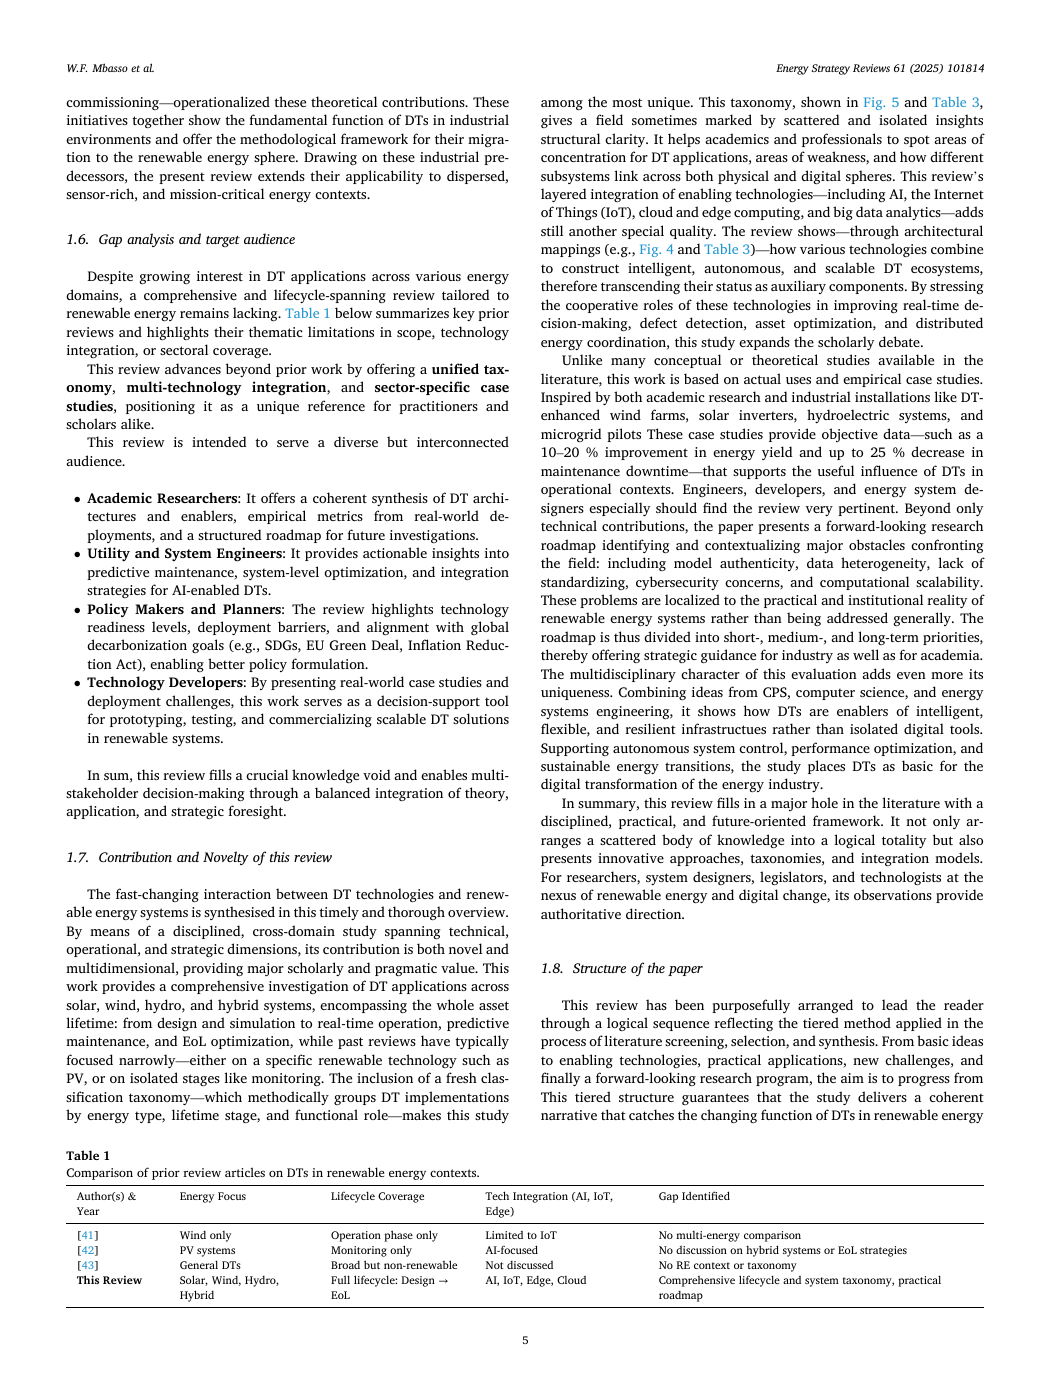 W.F. Mbasso et al.
Energy Strategy Reviews 61 (2025) 101814
commissioning—operationalized these theoretical contributions. These
initiatives together show the fundamental function of DTs in industrial
environments and offer the methodological framework for their migra-
tion to the renewable energy sphere. Drawing on these industrial pre-
decessors, the present review extends their applicability to dispersed,
sensor-rich, and mission-critical energy contexts.
1.6. Gap analysis and target audience
Despite growing interest in DT applications across various energy
domains, a comprehensive and lifecycle-spanning review tailored to
renewable energy remains lacking. Table 1 below summarizes key prior
reviews and highlights their thematic limitations in scope, technology
integration, or sectoral coverage.
This review advances beyond prior work by offering a unified tax-
onomy, multi-technology integration, and sector-specific case
studies, positioning it as a unique reference for practitioners and
scholars alike.
This review is intended to serve a diverse but interconnected
audience.
• Academic Researchers: It offers a coherent synthesis of DT archi-
tectures and enablers, empirical metrics from real-world de-
ployments, and a structured roadmap for future investigations.
• Utility and System Engineers: It provides actionable insights into
predictive maintenance, system-level optimization, and integration
strategies for AI-enabled DTs.
• Policy Makers and Planners: The review highlights technology
readiness levels, deployment barriers, and alignment with global
decarbonization goals (e.g., SDGs, EU Green Deal, Inflation Reduc-
tion Act), enabling better policy formulation.
• Technology Developers: By presenting real-world case studies and
deployment challenges, this work serves as a decision-support tool
for prototyping, testing, and commercializing scalable DT solutions
in renewable systems.
In sum, this review fills a crucial knowledge void and enables multi-
stakeholder decision-making through a balanced integration of theory,
application, and strategic foresight.
1.7. Contribution and Novelty of this review
The fast-changing interaction between DT technologies and renew-
able energy systems is synthesised in this timely and thorough overview.
By means of a disciplined, cross-domain study spanning technical,
operational, and strategic dimensions, its contribution is both novel and
multidimensional, providing major scholarly and pragmatic value. This
work provides a comprehensive investigation of DT applications across
solar, wind, hydro, and hybrid systems, encompassing the whole asset
lifetime: from design and simulation to real-time operation, predictive
maintenance, and EoL optimization, while past reviews have typically
focused narrowly—either on a specific renewable technology such as
PV, or on isolated stages like monitoring. The inclusion of a fresh clas-
sification taxonomy—which methodically groups DT implementations
by energy type, lifetime stage, and functional role—makes this study
among the most unique. This taxonomy, shown in Fig. 5 and Table 3,
gives a field sometimes marked by scattered and isolated insights
structural clarity. It helps academics and professionals to spot areas of
concentration for DT applications, areas of weakness, and how different
subsystems link across both physical and digital spheres. This review's
layered integration of enabling technologies—including AI, the Internet
of Things (IoT), cloud and edge computing, and big data analytics—adds
still another special quality. The review shows—through architectural
mappings (e.g., Fig. 4 and Table 3)—how various technologies combine
to construct intelligent, autonomous, and scalable DT ecosystems,
therefore transcending their status as auxiliary components. By stressing
the cooperative roles of these technologies in improving real-time de-
cision-making, defect detection, asset optimization, and distributed
energy coordination, this study expands the scholarly debate.
Unlike many conceptual or theoretical studies available in the
literature, this work is based on actual uses and empirical case studies.
Inspired by both academic research and industrial installations like DT-
enhanced wind farms, solar inverters, hydroelectric systems, and
microgrid pilots These case studies provide objective data—such as a
10–20 % improvement in energy yield and up to 25 % decrease in
maintenance downtime—that supports the useful influence of DTs in
operational contexts. Engineers, developers, and energy system de-
signers especially should find the review very pertinent. Beyond only
technical contributions, the paper presents a forward-looking research
roadmap identifying and contextualizing major obstacles confronting
the field: including model authenticity, data heterogeneity, lack of
standardizing, cybersecurity concerns, and computational scalability.
These problems are localized to the practical and institutional reality of
renewable energy systems rather than being addressed generally. The
roadmap is thus divided into short-, medium-, and long-term priorities,
thereby offering strategic guidance for industry as well as for academia.
The multidisciplinary character of this evaluation adds even more its
uniqueness. Combining ideas from CPS, computer science, and energy
systems engineering, it shows how DTs are enablers of intelligent,
flexible, and resilient infrastructues rather than isolated digital tools.
Supporting autonomous system control, performance optimization, and
sustainable energy transitions, the study places DTs as basic for the
digital transformation of the energy industry.
In summary, this review fills in a major hole in the literature with a
disciplined, practical, and future-oriented framework. It not only ar-
ranges a scattered body of knowledge into a logical totality but also
presents innovative approaches, taxonomies, and integration models.
For researchers, system designers, legislators, and technologists at the
nexus of renewable energy and digital change, its observations provide
authoritative direction.
1.8. Structure of the paper
This review has been purposefully arranged to lead the reader
through a logical sequence reflecting the tiered method applied in the
process of literature screening, selection, and synthesis. From basic ideas
to enabling technologies, practical applications, new challenges, and
finally a forward-looking research program, the aim is to progress from
This tiered structure guarantees that the study delivers a coherent
narrative that catches the changing function of DTs in renewable energy
Table 1
Comparison of prior review articles on DTs in renewable energy contexts.
Author(s) & Year Energy Focus Lifecycle Coverage Tech Integration (AI, IoT, Edge) Gap Identified
[41] Wind only Operation phase only Limited to IoT No multi-energy comparison
[42] PV systems Monitoring only AI-focused No discussion on hybrid systems or EoL strategies
[43] General DTs Broad but non-renewable Not discussed No RE context or taxonomy
This Review Solar, Wind, Hydro, Hybrid Full lifecycle: Design → EoL AI, IoT, Edge, Cloud Comprehensive lifecycle and system taxonomy, practical roadmap
5